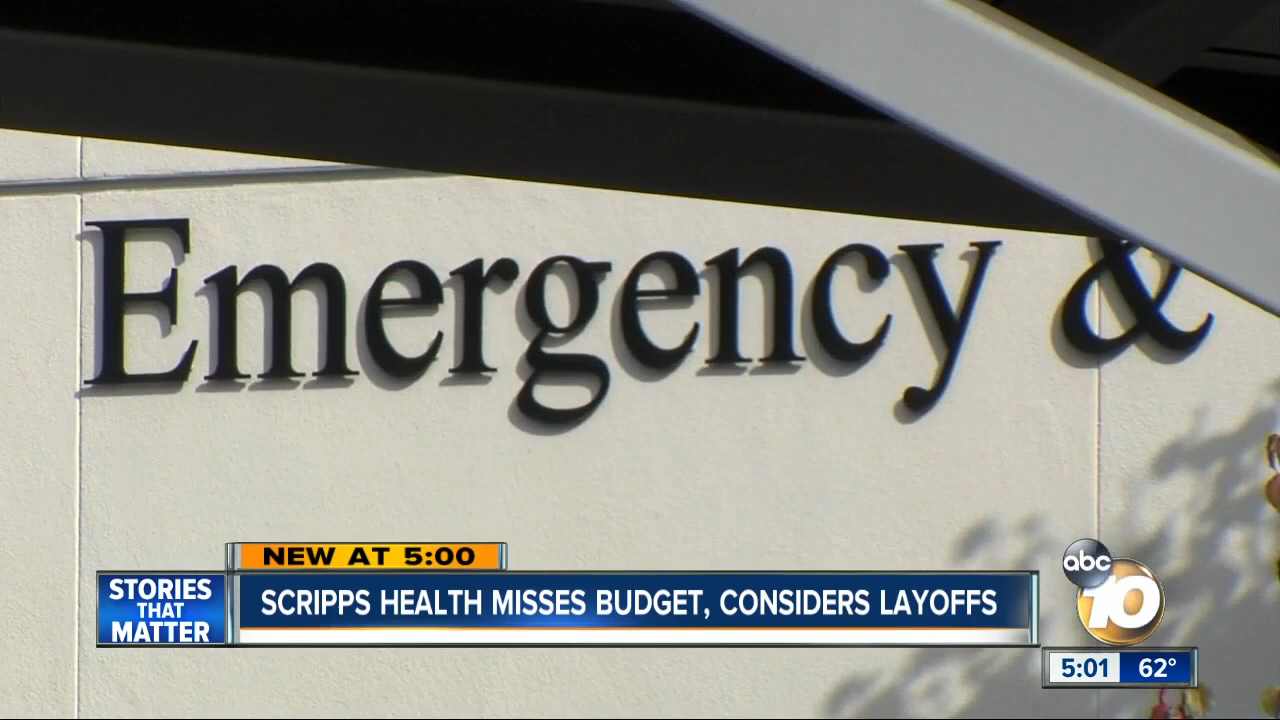 Emergency &
NEW AT 5:00
STORIES
THAT
MATTER
SCRIPPS HEALTH MISSES BUDGET, CONSIDERS LAYOFFS
abc
10
5:01 62°